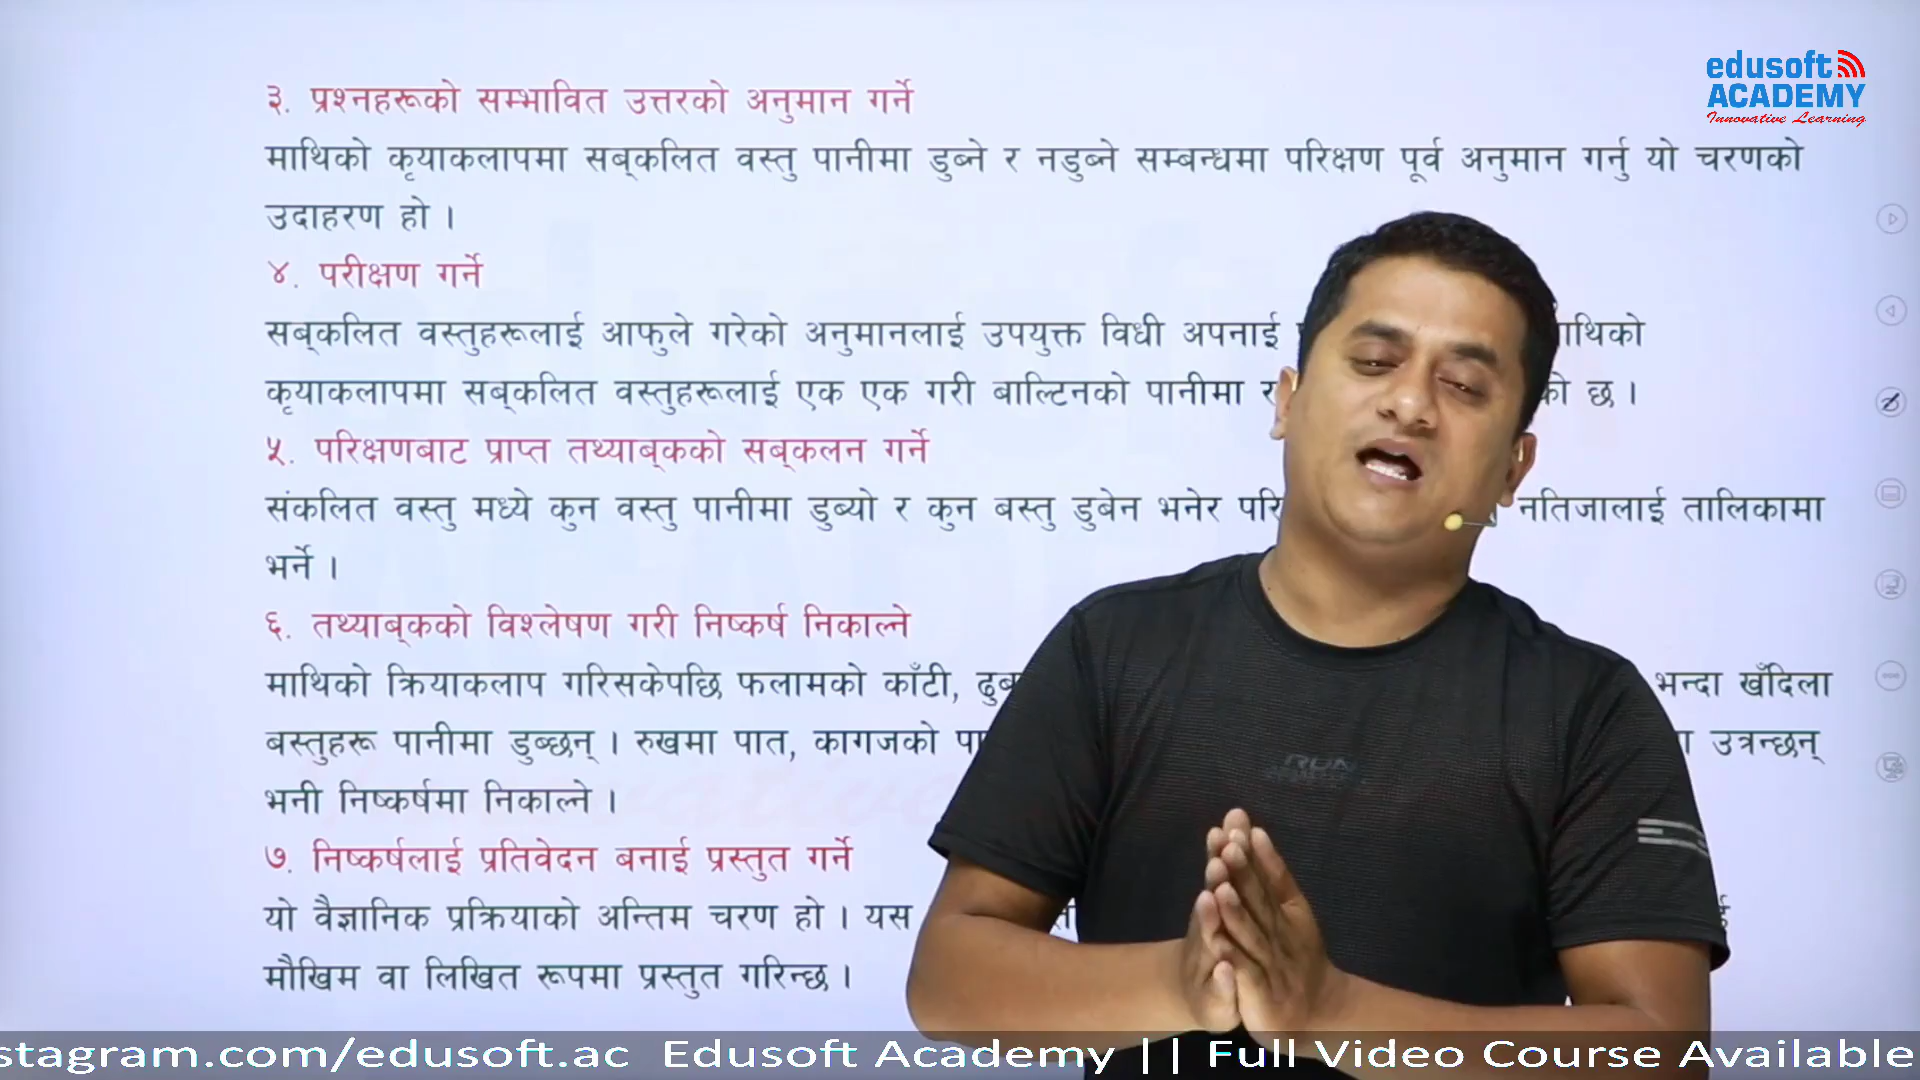 edusoft
ACADEMY
Innovative Learning
३. प्रश्नहरूको सम्भावित उत्तरको अनुमान गर्ने
माथिको कृयाकलापमा सब्कलित वस्तु पानीमा डुब्ने र नडुब्ने सम्बन्धमा परिक्षण पूर्व अनुमान गर्नु यो चरणको
उदाहरण हो ।
४. परीक्षण गर्ने
सब्कलित वस्तुहरूलाई आफुले गरेको अनुमानलाई उपयुक्त विधी अपनाई माथिको
कृयाकलापमा सब्कलित वस्तुहरूलाई एक एक गरी बाल्टिनको पानीमा को छ ।
५. परिक्षणबाट प्राप्त तथ्याब्कको सब्कलन गर्ने
संकलित वस्तु मध्ये कुन वस्तु पानीमा डुब्यो र कुन बस्तु डुबेन भनेर नतिजालाई तालिकामा
भर्ने ।
६. तथ्याब्कको विश्लेषण गरी निष्कर्ष निकाल्ने
माथिको क्रियाकलाप गरिसकेपछि फलामको काँटी, भन्दा खँदिला
बस्तुहरू पानीमा डुब्छन् । रुखमा पात, कागजको उत्रन्छन्
भनी निष्कर्षमा निकाल्ने ।
७. निष्कर्षलाई प्रतिवेदन बनाई प्रस्तुत गर्ने
यो वैज्ञानिक प्रक्रियाको अन्तिम चरण हो । यस
मौखिम वा लिखित रूपमा प्रस्तुत गरिन्छ ।
RUN
stagram.com/edusoft.ac Edusoft Academy || Full Video Course Available